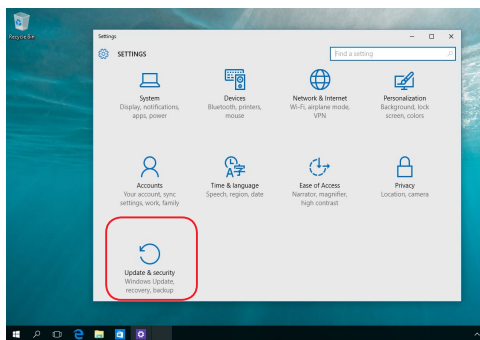 Recycle Bin
Settings
SETTINGS
Find a setting
System
Display, notifications,
apps, power
Devices
Bluetooth, printers,
mouse
Network & Internet
Wi-Fi, airplane mode,
VPN
Personalization
Background, lock
screen, colors
Accounts
Your account, sync
settings, work, family
Time & language
Speech, region, date
Ease of Access
Narrator, magnifier,
high contrast
Privacy
Location, camera
Update & security
Windows Update,
recovery, backup